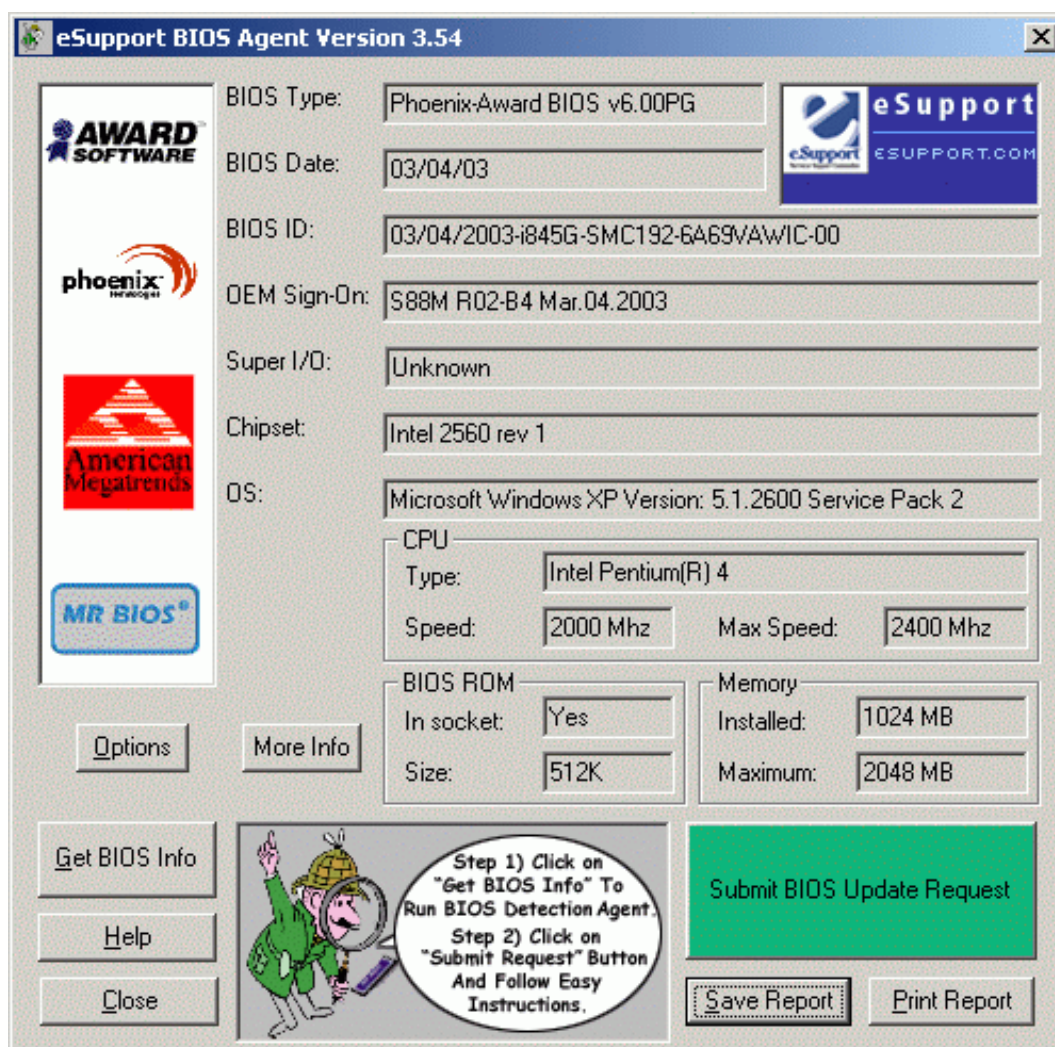 eSupport BIOS Agent Version 3.54
AWARD
SOFTWARE
phoenix
technologies
American
Megatrends
MR BIOS®
BIOS Type: Phoenix-Award BIOS v6.00PG
eSupport
eSupport
ESUPPORT.COM
BIOS Date: 03/04/03
BIOS ID: 03/04/2003-i845G-SMC192-6A69VAWIC-00
OEM Sign-On: S88M R02-B4 Mar.04.2003
Super I/O: Unknown
Chipset: Intel 2560 rev 1
OS: Microsoft Windows XP Version: 5.1.2600 Service Pack 2
CPU
Type: Intel Pentium(R) 4
Speed: 2000 Mhz Max Speed: 2400 Mhz
BIOS ROM
In socket: Yes
Size: 512K
Memory
Installed: 1024 MB
Maximum: 2048 MB
Options
More Info
Get BIOS Info
Help
Close
Step 1) Click on
"Get BIOS Info" To
Run BIOS Detection Agent.
Step 2) Click on
"Submit Request" Button
And Follow Easy
Instructions.
Submit BIOS Update Request
Save Report
Print Report